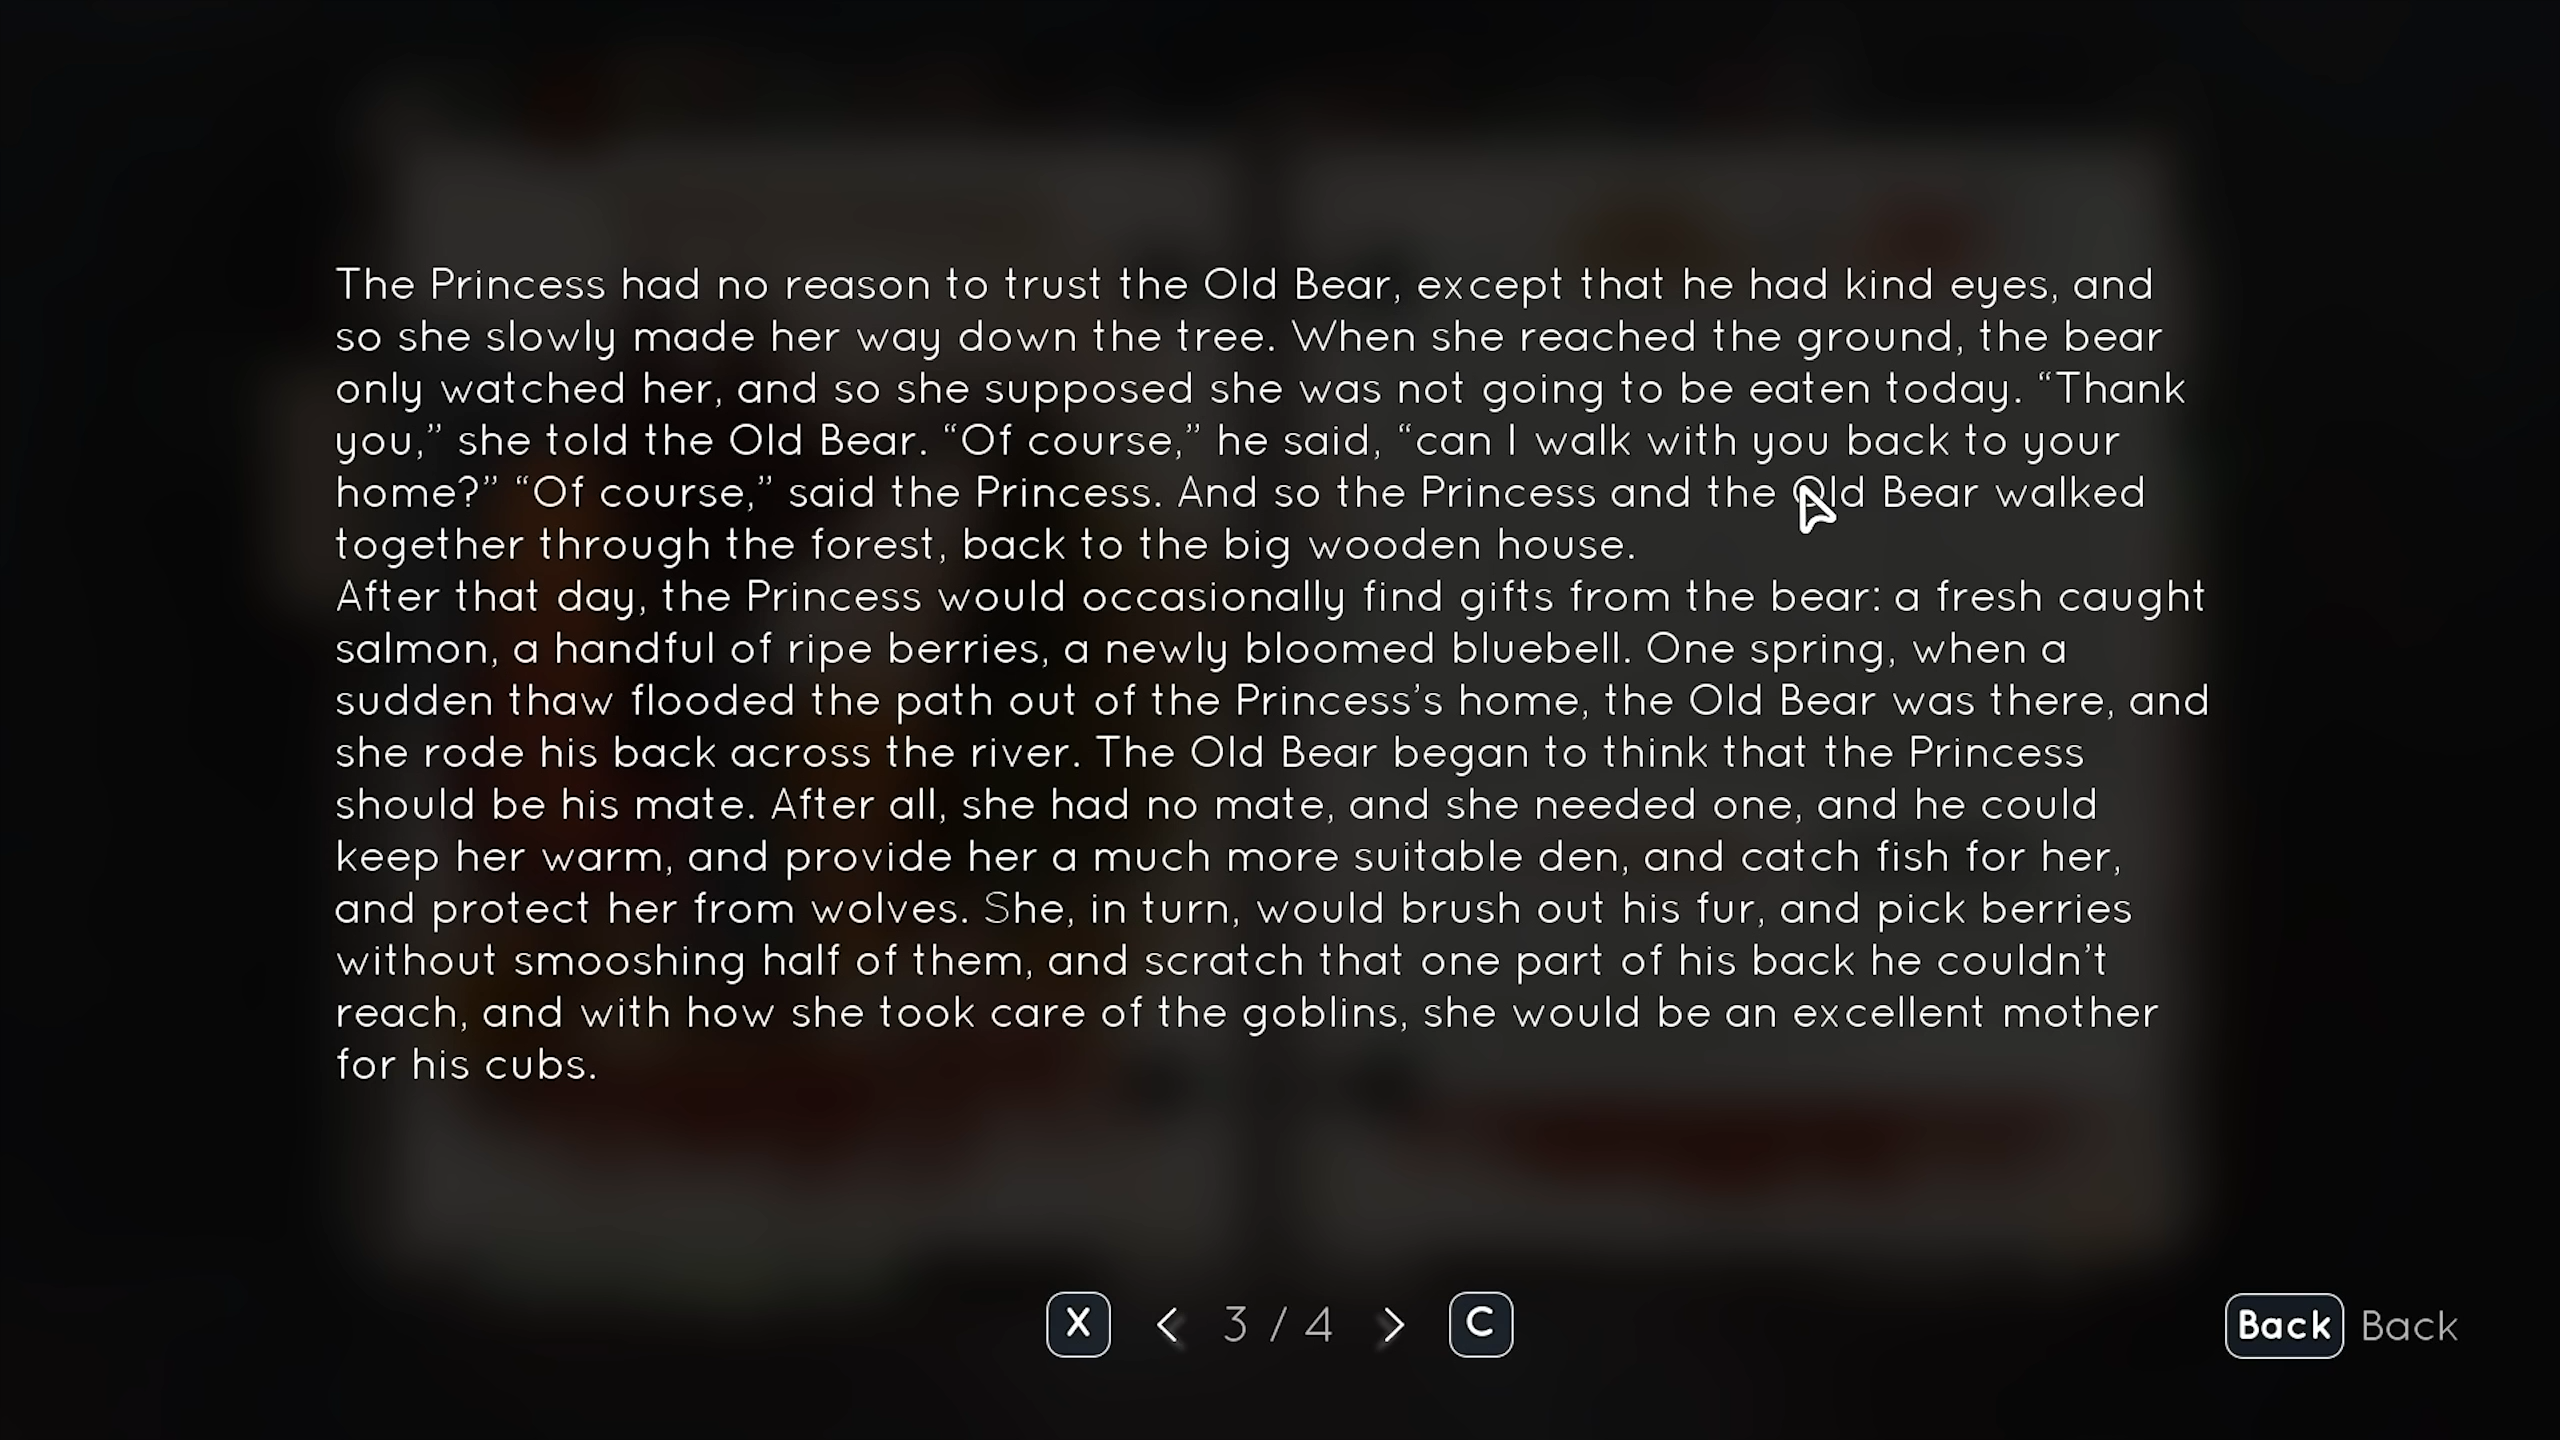 The Princess had no reason to trust the Old Bear, except that he had kind eyes, and
so she slowly made her way down the tree. When she reached the ground, the bear
only watched her, and so she supposed she was not going to be eaten today. “Thank
you,” she told the Old Bear. “Of course,” he said, “can I walk with you back to your
home?” “Of course,” said the Princess. And so the Princess and the Old Bear walked
together through the forest, back to the big wooden house.
After that day, the Princess would occasionally find gifts from the bear: a fresh caught
salmon, a handful of ripe berries, a newly bloomed bluebell. One spring, when a
sudden thaw flooded the path out of the Princess’s home, the Old Bear was there, and
she rode his back across the river. The Old Bear began to think that the Princess
should be his mate. After all, she had no mate, and she needed one, and he could
keep her warm, and provide her a much more suitable den, and catch fish for her,
and protect her from wolves. She, in turn, would brush out his fur, and pick berries
without smooshing half of them, and scratch that one part of his back he couldn’t
reach, and with how she took care of the goblins, she would be an excellent mother
for his cubs.
X < 3 / 4 > C
Back Back